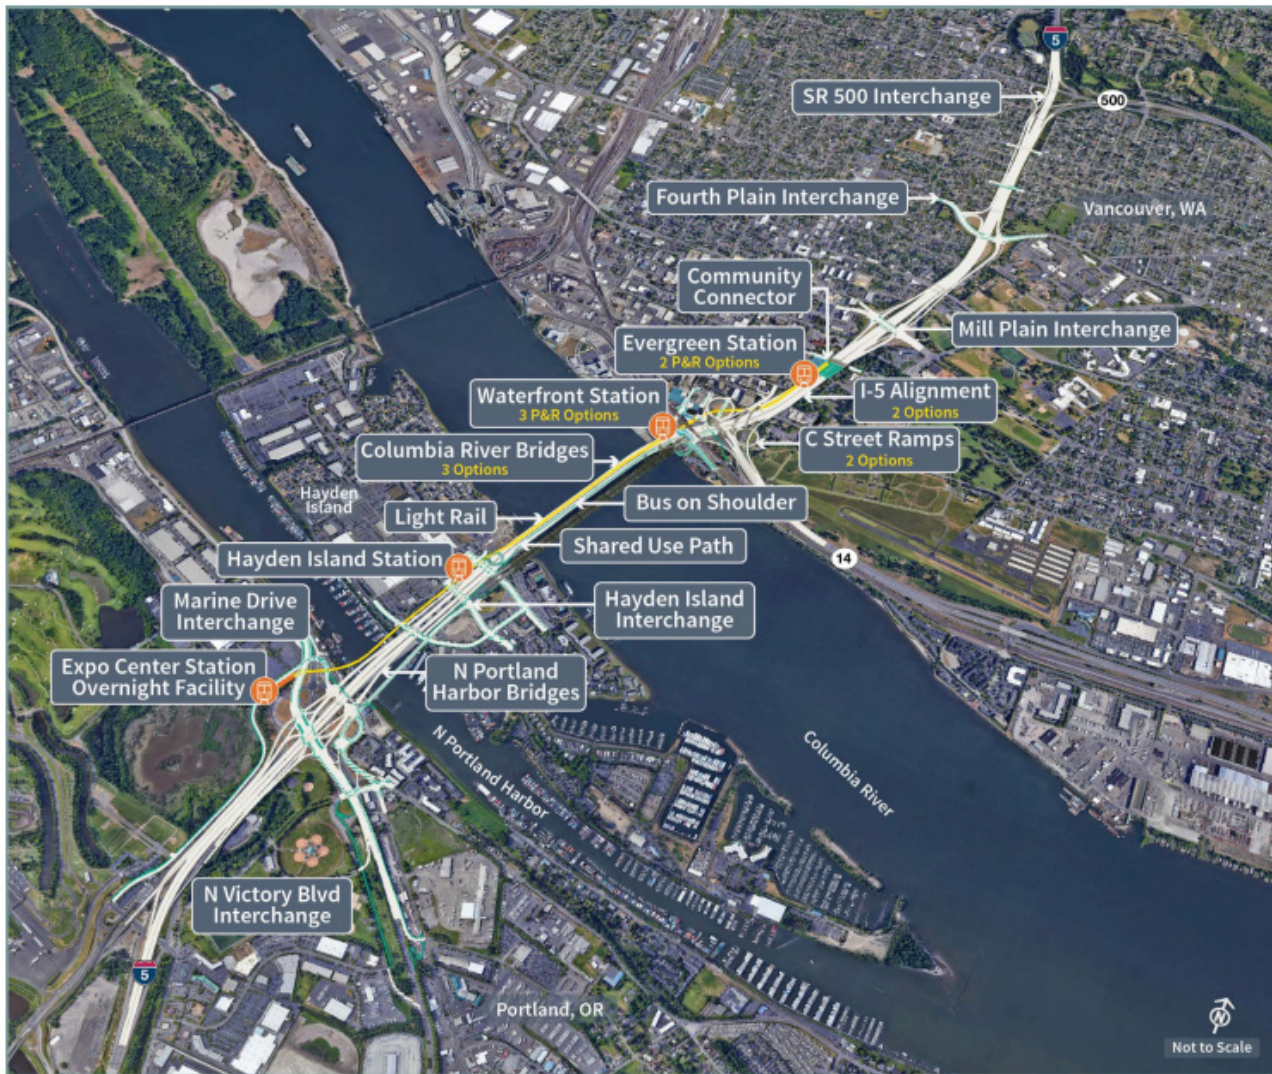 5
SR 500 Interchange
500
Fourth Plain Interchange
Vancouver, WA
Community
Connector
Mill Plain Interchange
Evergreen Station
2 P&R Options
I-5 Alignment
2 Options
Waterfront Station
3 P&R Options
C Street Ramps
2 Options
Columbia River Bridges
3 Options
Hayden
Island
Light Rail
Bus on Shoulder
Shared Use Path
14
Hayden Island Station
Hayden Island
Interchange
Marine Drive
Interchange
Expo Center Station
Overnight Facility
N Portland
Harbor Bridges
N Portland Harbor
Columbia River
N Victory Blvd
Interchange
5
Portland, OR
N
Not to Scale